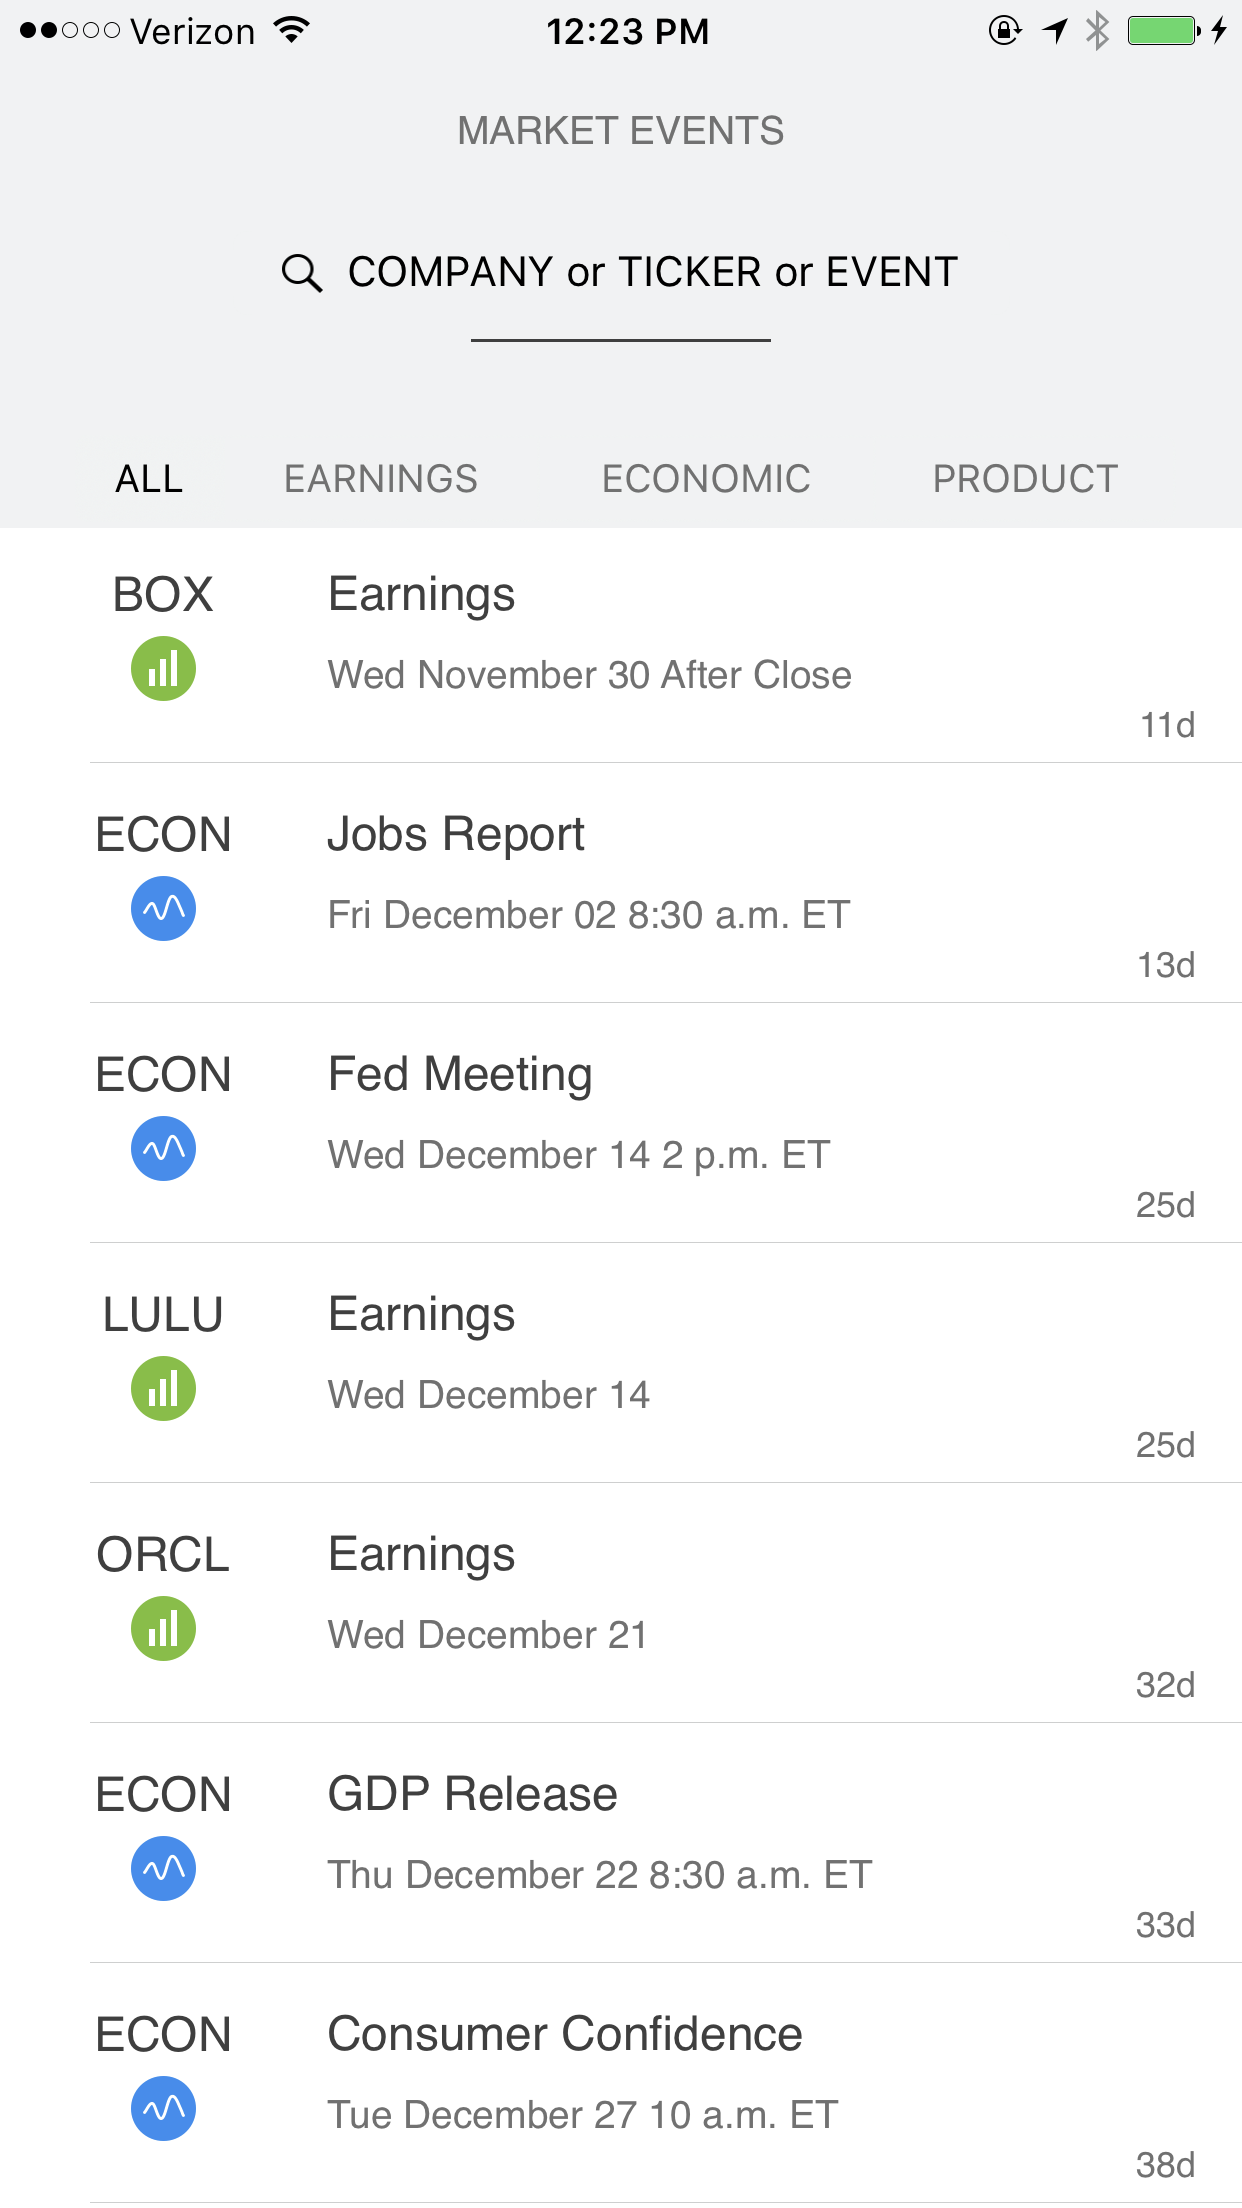 Verizon 12:23 PM
MARKET EVENTS
COMPANY or TICKER or EVENT
ALL EARNINGS ECONOMIC PRODUCT
BOX Earnings
Wed November 30 After Close
11d
ECON Jobs Report
Fri December 02 8:30 a.m. ET
13d
ECON Fed Meeting
Wed December 14 2 p.m. ET
25d
LULU Earnings
Wed December 14
25d
ORCL Earnings
Wed December 21
32d
ECON GDP Release
Thu December 22 8:30 a.m. ET
33d
ECON Consumer Confidence
Tue December 27 10 a.m. ET
38d